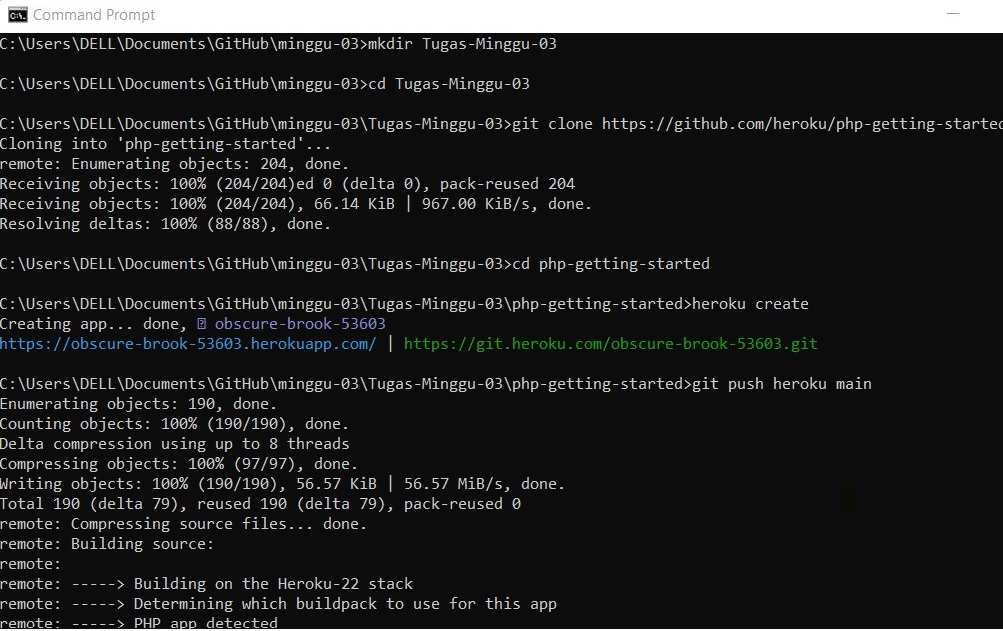 Command Prompt
C:\Users\DELL\Documents\GitHub\minggu-03>mkdir Tugas-Minggu-03
C:\Users\DELL\Documents\GitHub\minggu-03>cd Tugas-Minggu-03
C:\Users\DELL\Documents\GitHub\minggu-03\Tugas-Minggu-03>git clone https://github.com/heroku/php-getting-started
Cloning into 'php-getting-started'...
remote: Enumerating objects: 204, done.
Receiving objects: 100% (204/204)ed 0 (delta 0), pack-reused 204
Receiving objects: 100% (204/204), 66.14 KiB | 967.00 KiB/s, done.
Resolving deltas: 100% (88/88), done.
C:\Users\DELL\Documents\GitHub\minggu-03\Tugas-Minggu-03>cd php-getting-started
C:\Users\DELL\Documents\GitHub\minggu-03\Tugas-Minggu-03\php-getting-started>heroku create
Creating app... done, ⍰ obscure-brook-53603
https://obscure-brook-53603.herokuapp.com/ | https://git.heroku.com/obscure-brook-53603.git
C:\Users\DELL\Documents\GitHub\minggu-03\Tugas-Minggu-03\php-getting-started>git push heroku main
Enumerating objects: 190, done.
Counting objects: 100% (190/190), done.
Delta compression using up to 8 threads
Compressing objects: 100% (97/97), done.
Writing objects: 100% (190/190), 56.57 KiB | 56.57 MiB/s, done.
Total 190 (delta 79), reused 190 (delta 79), pack-reused 0
remote: Compressing source files... done.
remote: Building source:
remote:
remote: -----> Building on the Heroku-22 stack
remote: -----> Determining which buildpack to use for this app
remote: -----> PHP app detected